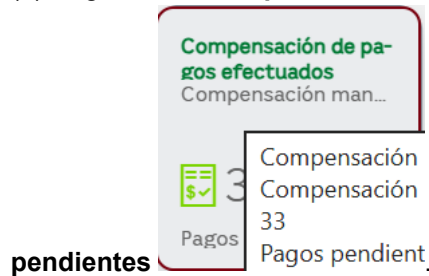 Compensación de pa-
gos efectuados
Compensación man...
3
Pagos
Compensación
Compensación
33
Pagos pendient
pendientes
.